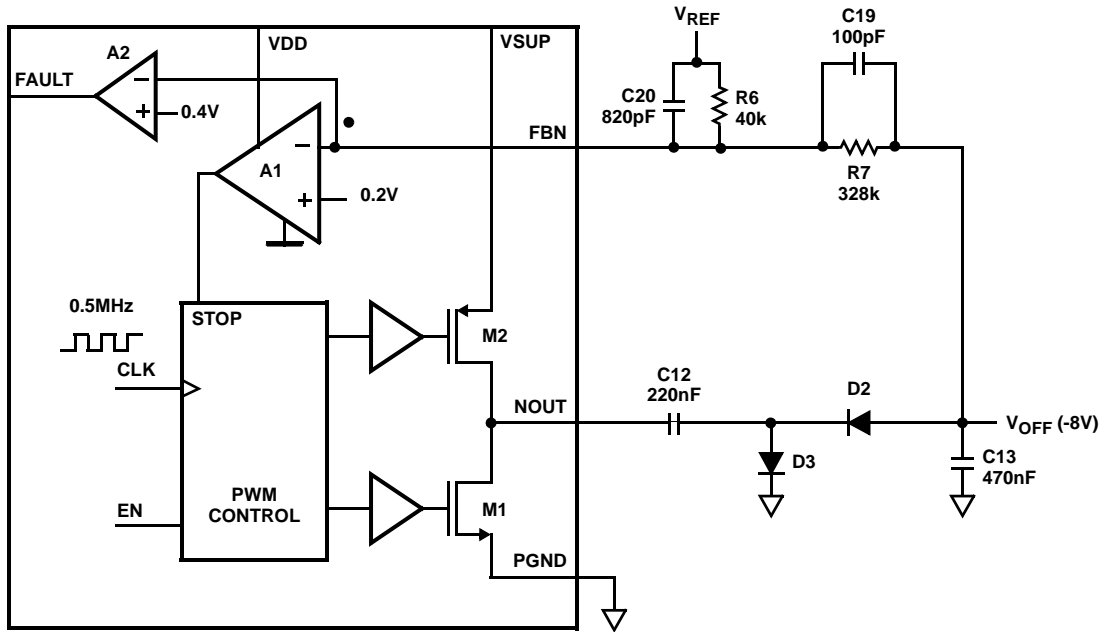 VDD
VSUP
VREF
C19
100pF
A2
FAULT
−
+
0.4V
C20
820pF
R6
40k
FBN
−
A1
+
0.2V
R7
328k
0.5MHz
STOP
CLK
M2
C12
220nF
D2
NOUT
VOFF (-8V)
D3
C13
470nF
EN
PWM
CONTROL
M1
PGND